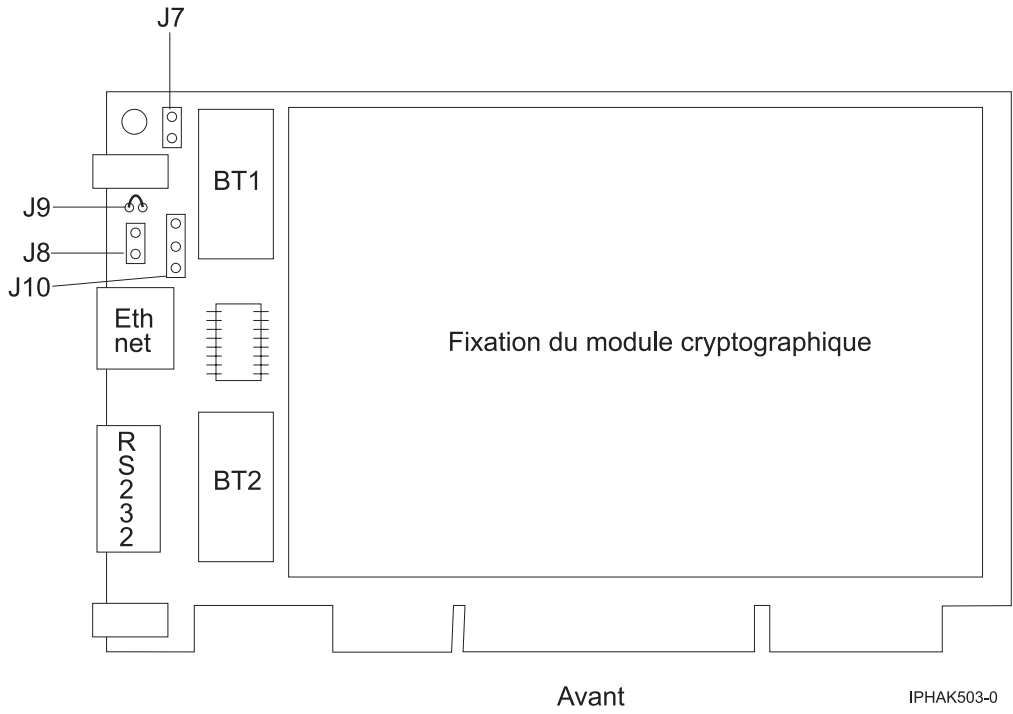 J7
BT1
J9
J8
J10
Eth
net
Fixation du module cryptographique
R
S
2
3
2
BT2
Avant
IPHAK503-0